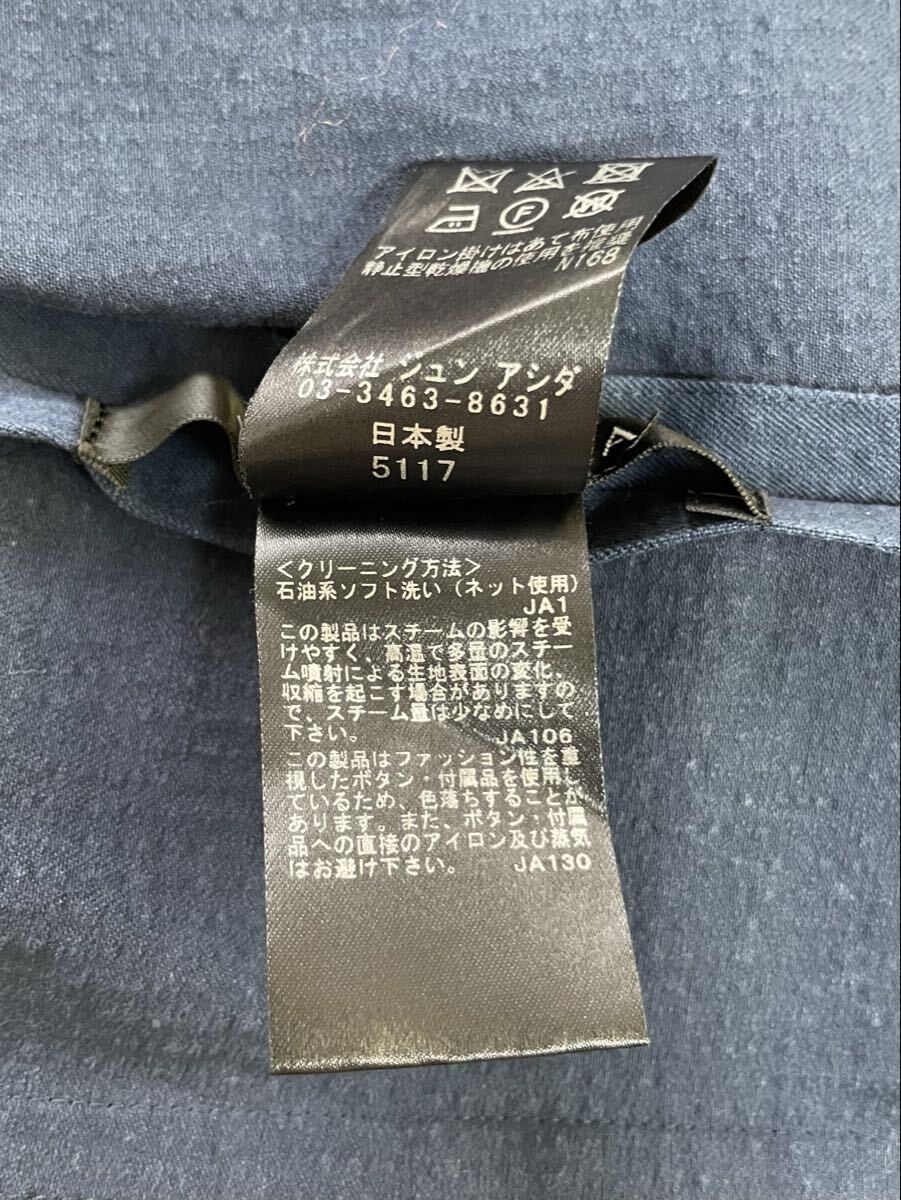 F
W
アイロン掛けはあて布使用
静止型乾燥機の使用を推奨
N168
株式会社 ジュン アシダ
03-3463-8631
日本製
5117
<クリーニング方法>
石油系ソフト洗い(ネット使用)
JA1
この製品はスチームの影響を受
けやすく、高温で多量のスチー
ム噴射による生地表面の変化、
収縮を起こす場合がありますの
で、スチーム量は少なめにして
下さい。 JA106
この製品はファッション性を重
視したボタン・付属品を使用し
ているため、色落ちすることが
あります。また、ボタン・付属
品への直接のアイロン及び蒸気
はお避け下さい。 JA130